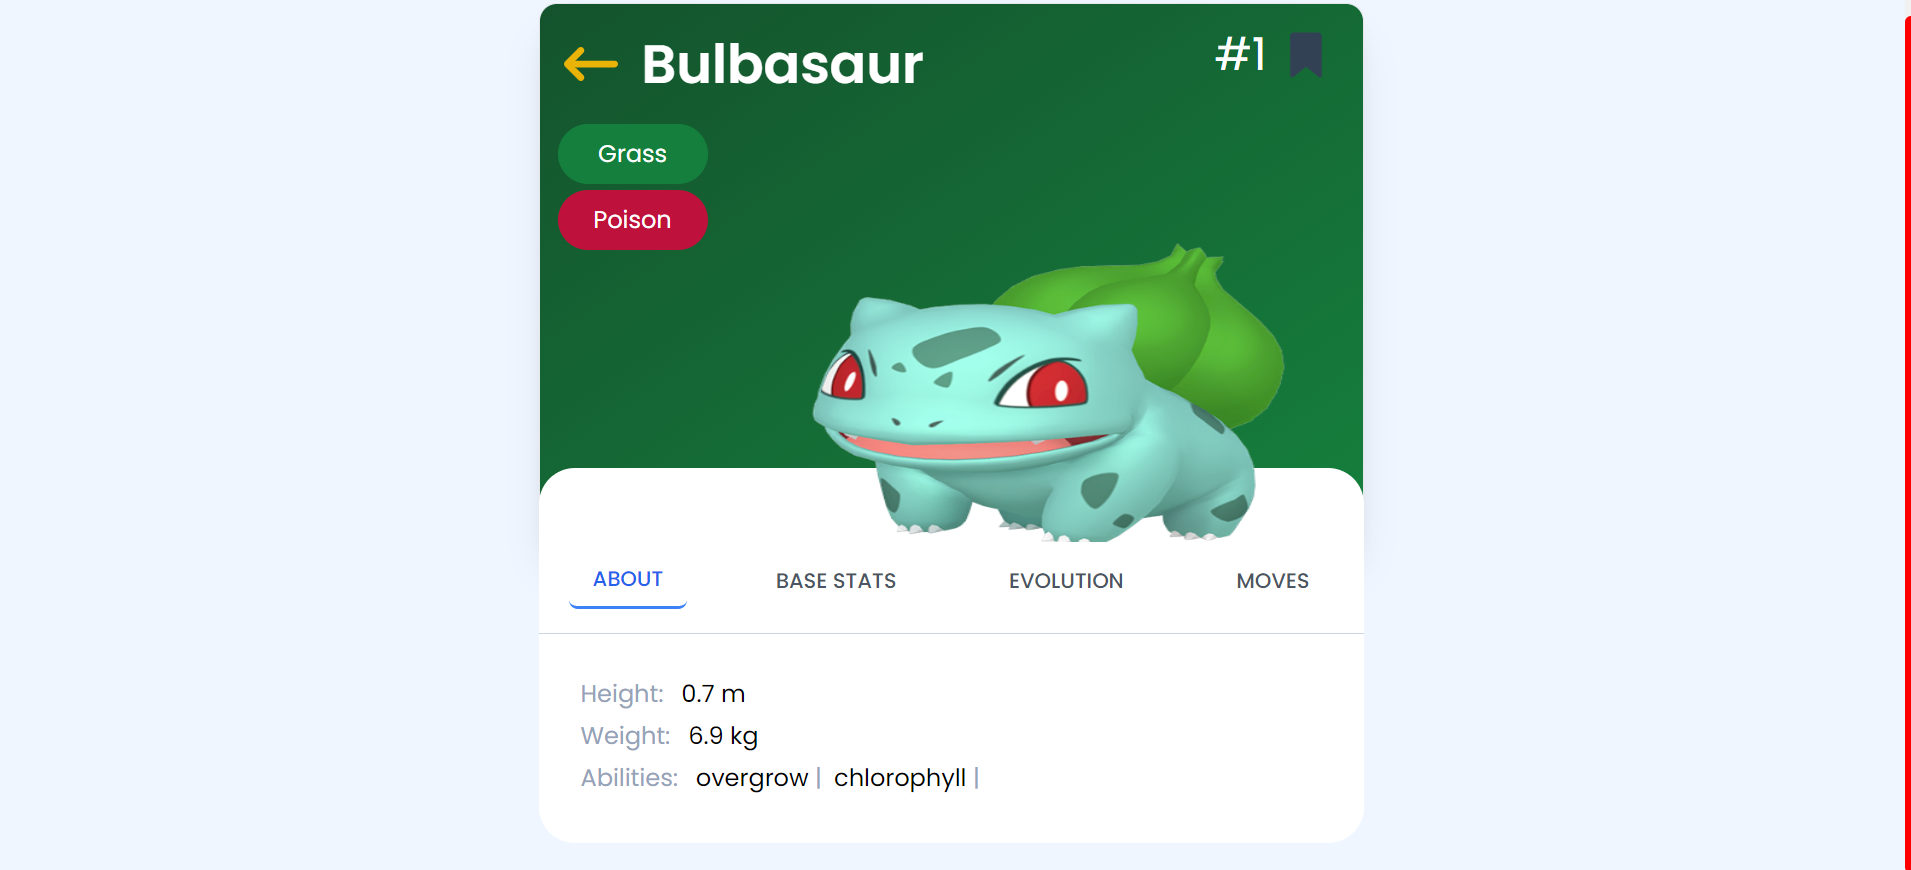 Bulbasaur #1
Grass
Poison
ABOUT BASE STATS EVOLUTION MOVES
Height: 0.7 m
Weight: 6.9 kg
Abilities: overgrow | chlorophyll |